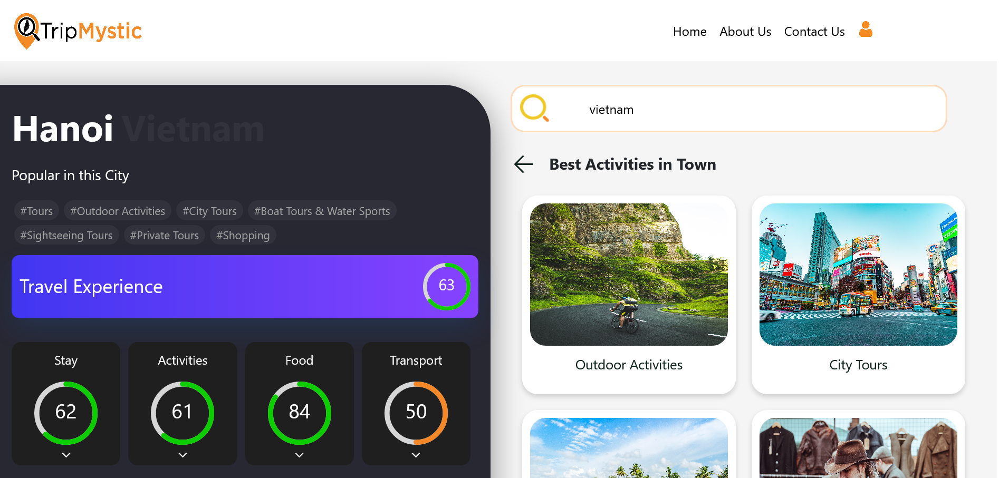 TripMystic
Home About Us Contact Us
Hanoi Vietnam
Popular in this City
#Tours #Outdoor Activities #City Tours #Boat Tours & Water Sports
#Sightseeing Tours #Private Tours #Shopping
Travel Experience 63
Stay Activities Food Transport
62 61 84 50
vietnam
Best Activities in Town
Outdoor Activities City Tours